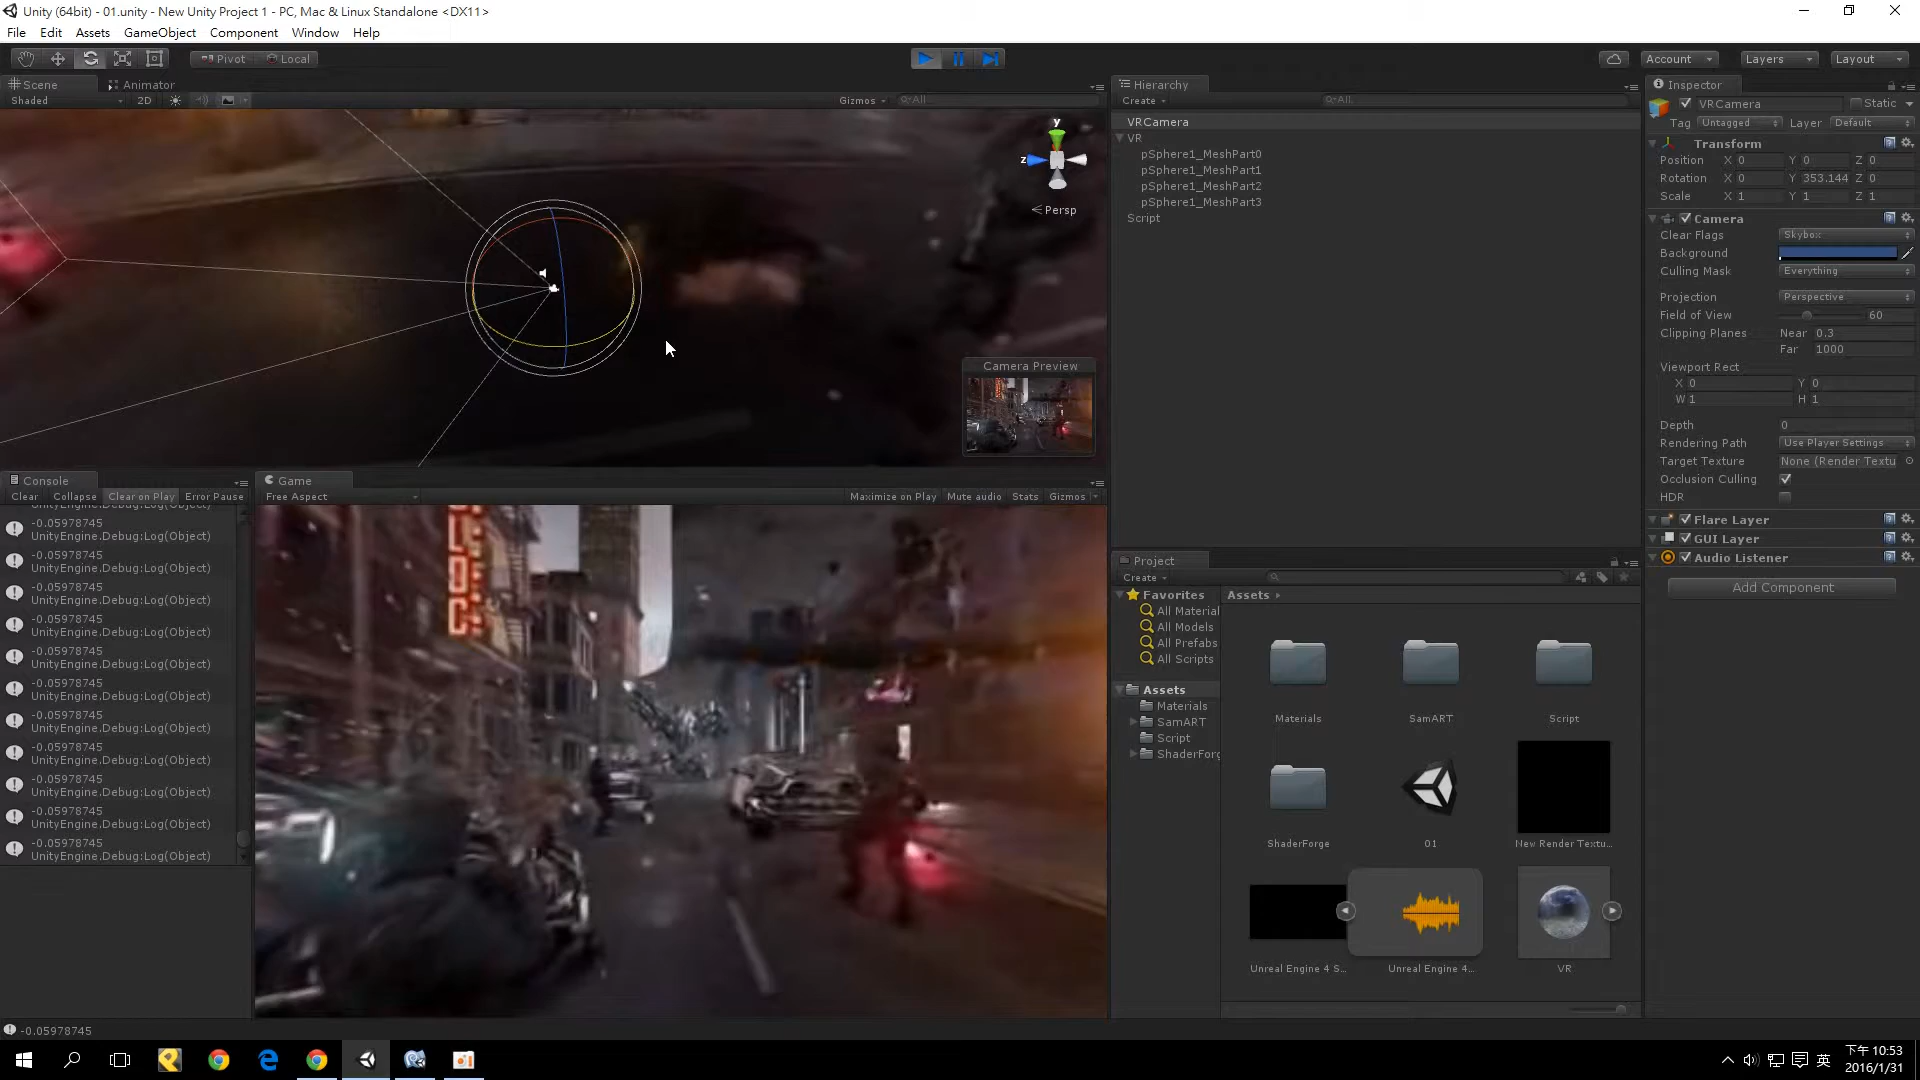 Unity (64bit) - 01.unity - New Unity Project 1 - PC, Mac & Linux Standalone <DX11>
File Edit Assets GameObject Component Window Help
Pivot Local
Account Layers Layout
Scene Animator
Shaded 2D Gizmos All
y
z
Persp
Camera Preview
Hierarchy
Create All
VRCamera
VR
pSphere1_MeshPart0
pSphere1_MeshPart1
pSphere1_MeshPart2
pSphere1_MeshPart3
Script
Inspector
VRCamera Static
Tag Untagged Layer Default
Transform
Position X 0 Y 0 Z 0
Rotation X 0 Y 353.144 Z 0
Scale X 1 Y 1 Z 1
Camera
Clear Flags Skybox
Background
Culling Mask Everything
Projection Perspective
Field of View 60
Clipping Planes Near 0.3
Far 1000
Viewport Rect
X 0 Y 0
W 1 H 1
Depth 0
Rendering Path Use Player Settings
Target Texture None (Render Textu
Occlusion Culling
HDR
Flare Layer
GUI Layer
Audio Listener
Add Component
Console
Clear Collapse Clear on Play Error Pause
UnityEngine.Debug:Log(Object)
-0.05978745
UnityEngine.Debug:Log(Object)
-0.05978745
UnityEngine.Debug:Log(Object)
-0.05978745
UnityEngine.Debug:Log(Object)
-0.05978745
UnityEngine.Debug:Log(Object)
-0.05978745
UnityEngine.Debug:Log(Object)
-0.05978745
UnityEngine.Debug:Log(Object)
-0.05978745
UnityEngine.Debug:Log(Object)
-0.05978745
UnityEngine.Debug:Log(Object)
-0.05978745
UnityEngine.Debug:Log(Object)
-0.05978745
UnityEngine.Debug:Log(Object)
-0.05978745
UnityEngine.Debug:Log(Object)
-0.05978745
Game
Free Aspect Maximize on Play Mute audio Stats Gizmos
Project
Create
Favorites
All Material
All Models
All Prefabs
All Scripts
Assets
Materials
SamART
Script
ShaderForg
Assets
Materials SamART Script
ShaderForge 01 New Render Textu...
Unreal Engine 4 S... Unreal Engine 4... VR
英
下午 10:53
2016/1/31